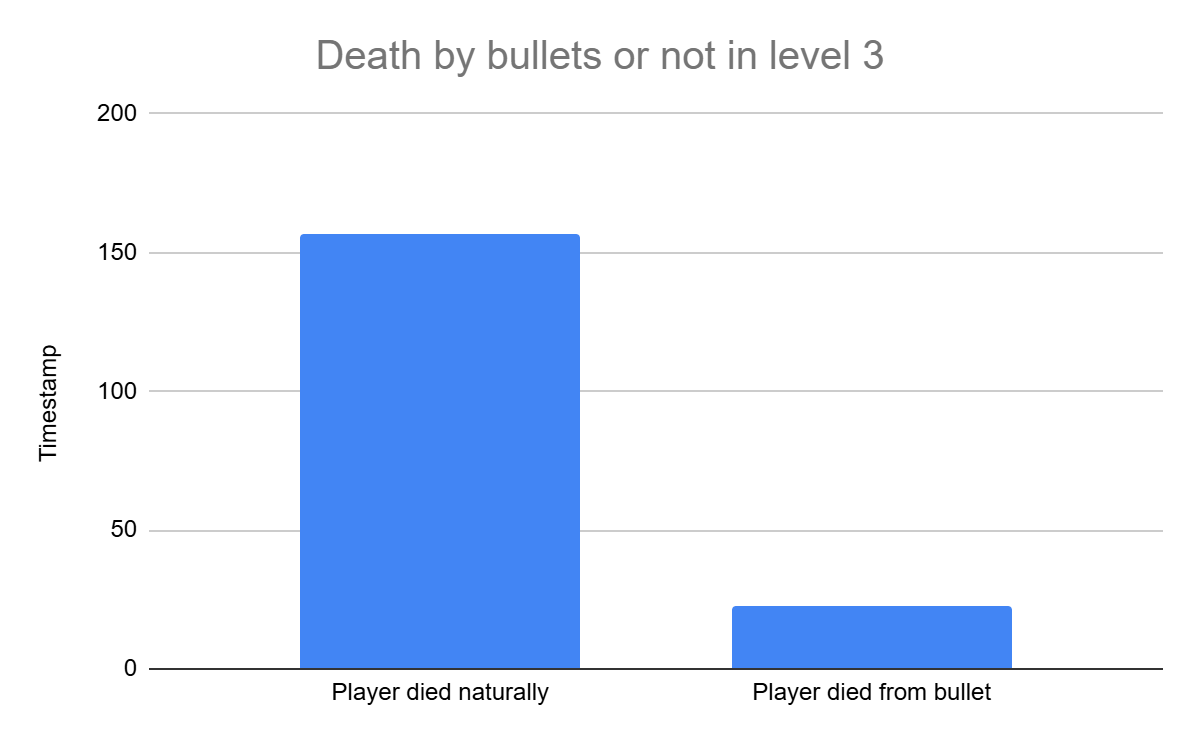 Death by bullets or not in level 3
200
150
100
50
0
Timestamp
Player died naturally
Player died from bullet